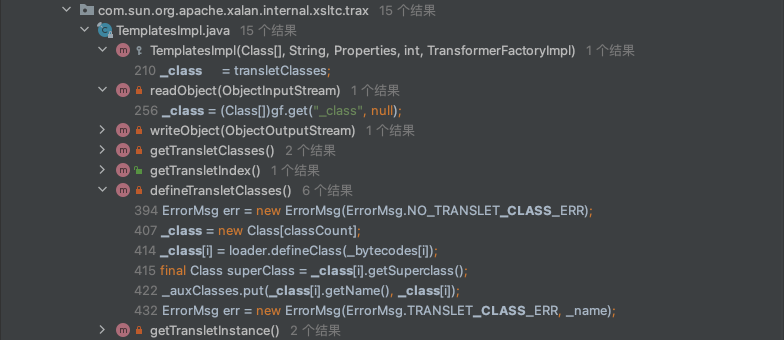 com.sun.org.apache.xalan.internal.xsltc.trax 15 个结果
TemplatesImpl.java 15 个结果
TemplatesImpl(Class[], String, Properties, int, TransformerFactoryImpl) 1 个结果
210 _class = transletClasses;
readObject(ObjectInputStream) 1 个结果
256 _class = (Class[])gf.get("_class", null);
writeObject(ObjectOutputStream) 1 个结果
getTransletClasses() 2 个结果
getTransletIndex() 1 个结果
defineTransletClasses() 6 个结果
394 ErrorMsg err = new ErrorMsg(ErrorMsg.NO_TRANSLET_CLASS_ERR);
407 _class = new Class[classCount];
414 _class[i] = loader.defineClass(_bytecodes[i]);
415 final Class superClass = _class[i].getSuperclass();
422 _auxClasses.put(_class[i].getName(), _class[i]);
432 ErrorMsg err = new ErrorMsg(ErrorMsg.TRANSLET_CLASS_ERR, _name);
getTransletInstance() 2 个结果